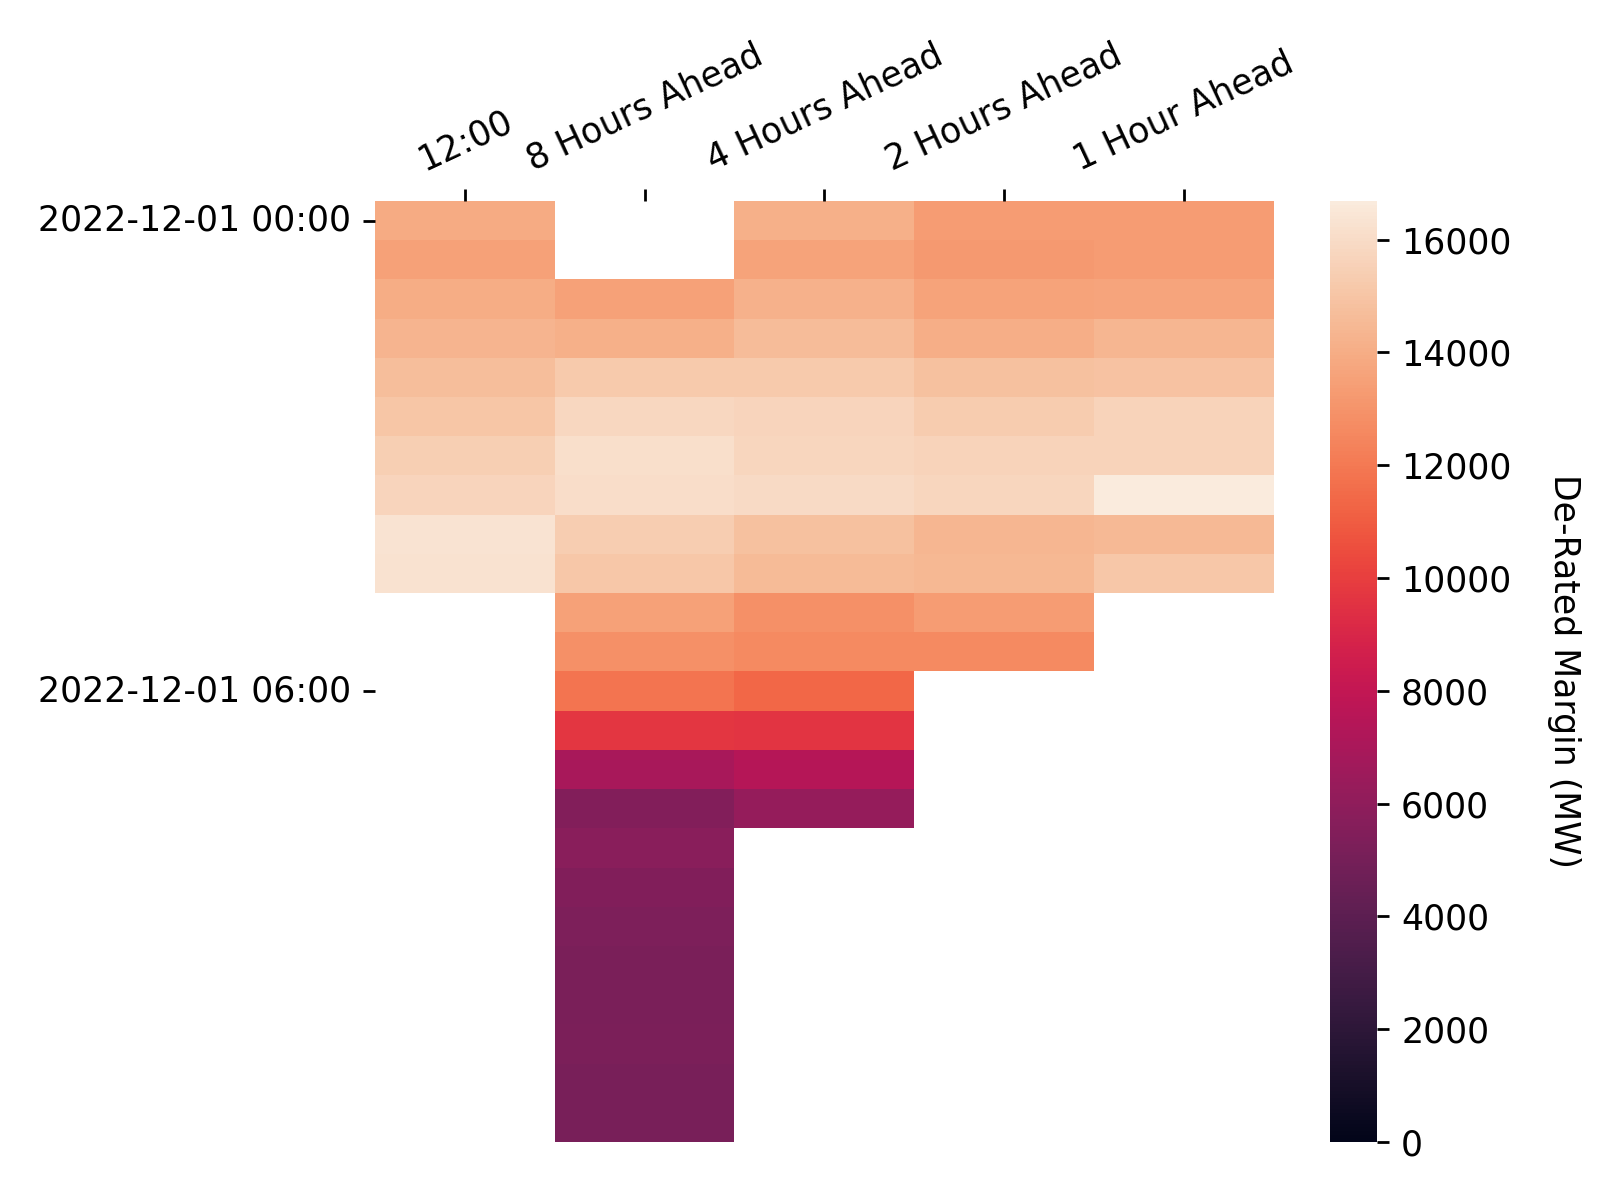 12:00
8 Hours Ahead
4 Hours Ahead
2 Hours Ahead
1 Hour Ahead
2022-12-01 00:00
2022-12-01 06:00
16000
14000
12000
10000
8000
6000
4000
2000
0
De-Rated Margin (MW)